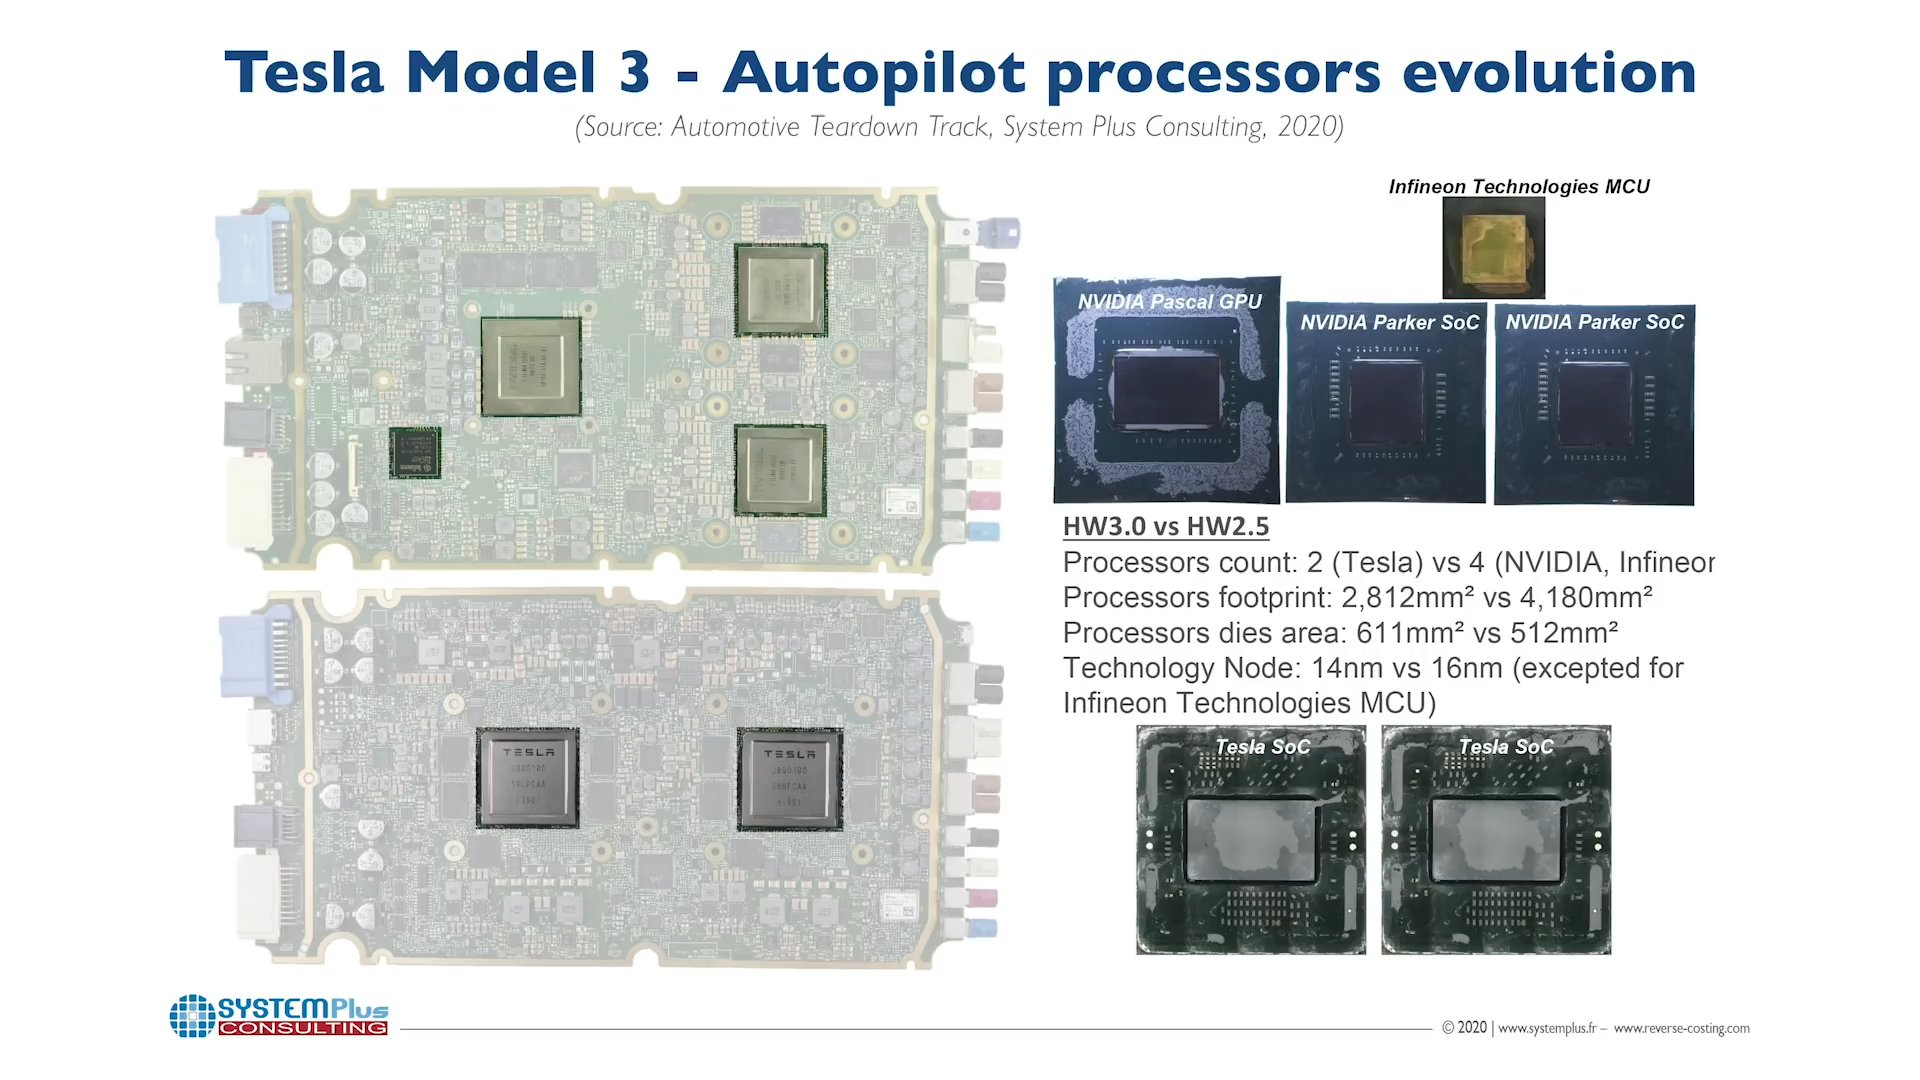 Tesla Model 3 - Autopilot processors evolution
(Source: Automotive Teardown Track, System Plus Consulting, 2020)
Infineon Technologies MCU
NVIDIA Pascal GPU
NVIDIA Parker SoC
NVIDIA Parker SoC
HW3.0 vs HW2.5
Processors count: 2 (Tesla) vs 4 (NVIDIA, Infineor
Processors footprint: 2,812mm² vs 4,180mm²
Processors dies area: 611mm² vs 512mm²
Technology Node: 14nm vs 16nm (excepted for
Infineon Technologies MCU)
Tesla SoC
Tesla SoC
TESLA
TESLA
SYSTEMPlus
CONSULTING
© 2020 | www.systemplus.fr – www.reverse-costing.com